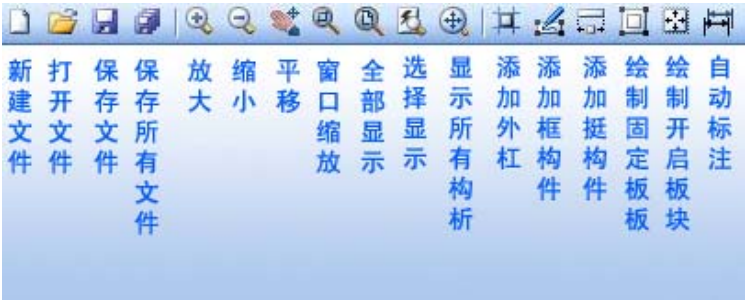 新建文件
打开文件
保存文件
保存所有文件
放大
缩小
平移
窗口缩放
全部显示
选择显示
显示所有构析
添加外杠
添加框构件
添加挺构件
绘制固定板板
绘制开启板块
自动标注